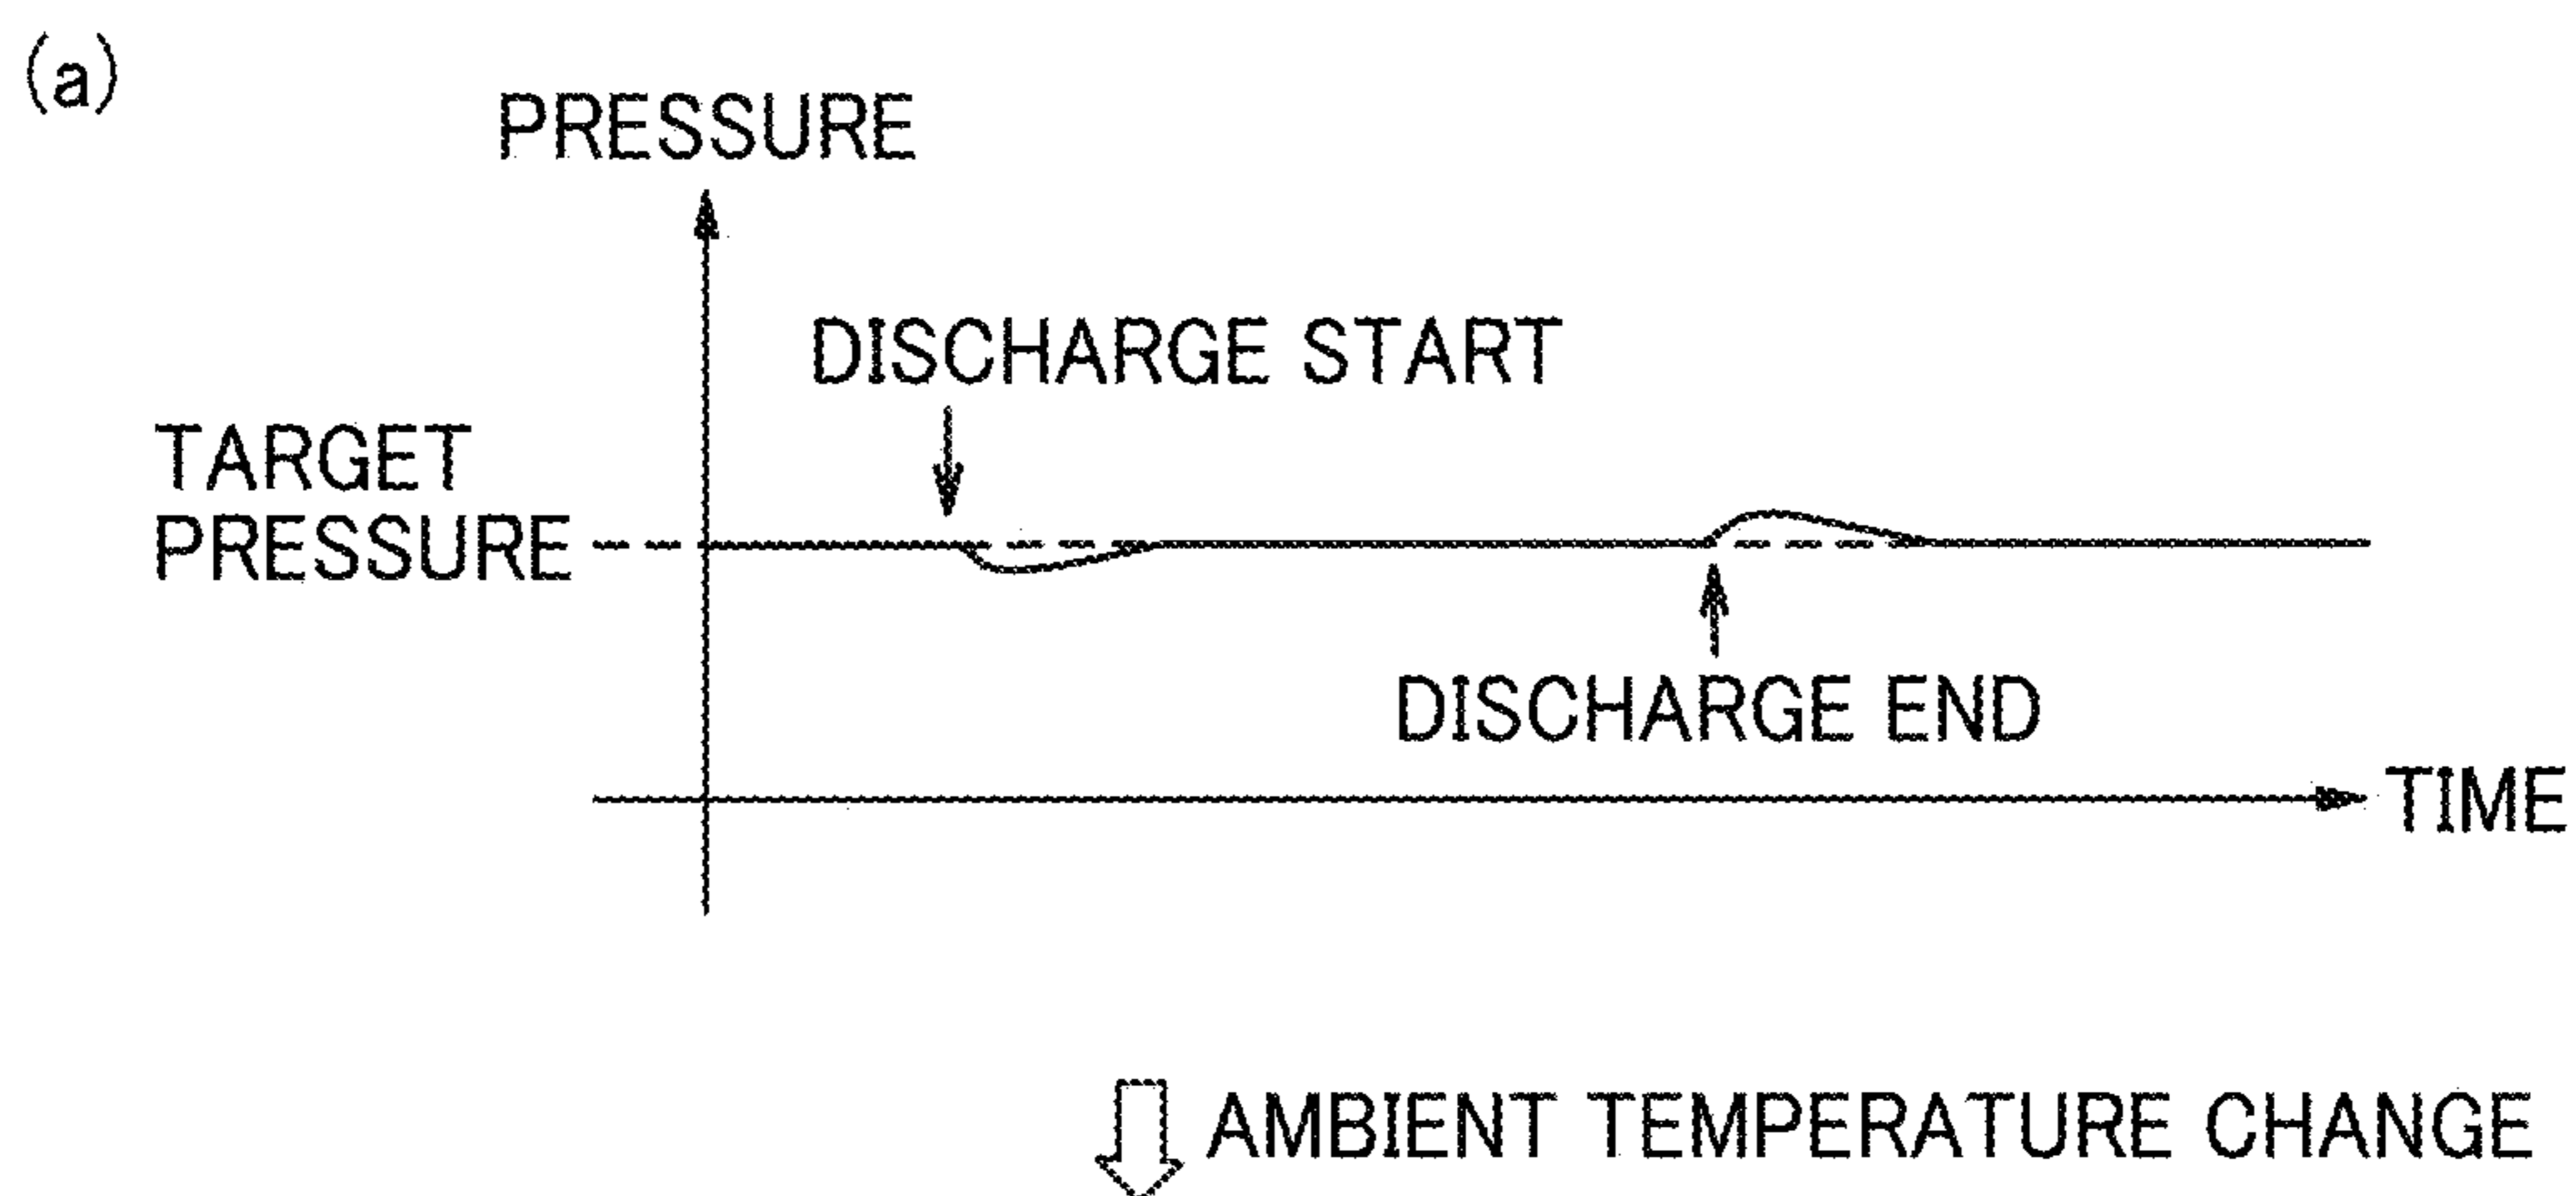 (a)
PRESSURE
DISCHARGE START
TARGET
PRESSURE
DISCHARGE END
TIME
AMBIENT TEMPERATURE CHANGE